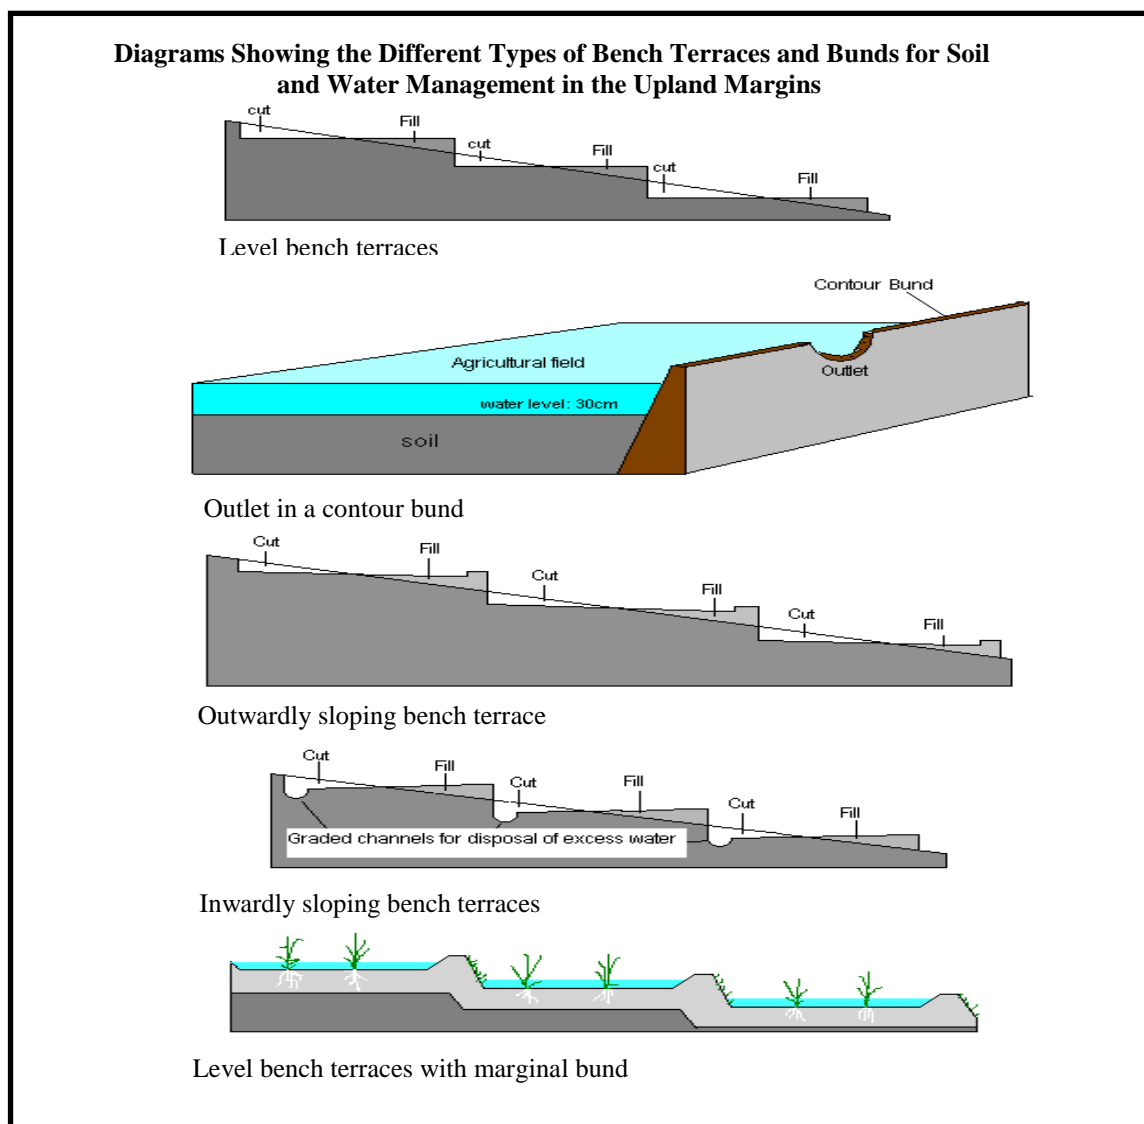 Diagrams Showing the Different Types of Bench Terraces and Bunds for Soil
and Water Management in the Upland Margins
cut
Fill
cut
Fill
cut
Fill
Level bench terraces
Contour Bund
Agricultural field
Outlet
water level: 30cm
soil
Outlet in a contour bund
Cut
Fill
Cut
Fill
Cut
Fill
Outwardly sloping bench terrace
Cut
Fill
Cut
Fill
Cut
Fill
Graded channels for disposal of excess water
Inwardly sloping bench terraces
Level bench terraces with marginal bund